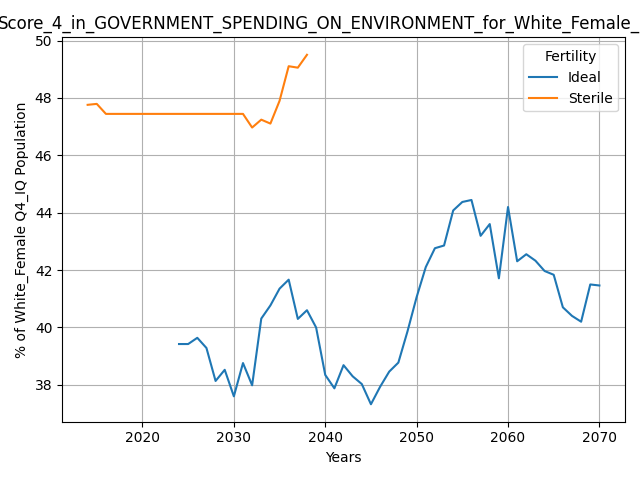 Score_4_in_GOVERNMENT_SPENDING_ON_ENVIRONMENT_for_White_Female_
50
48
46
44
42
40
38
% of White_Female Q4_IQ Population
Fertility
Ideal
Sterile
2020
2030
2040
2050
2060
2070
Years